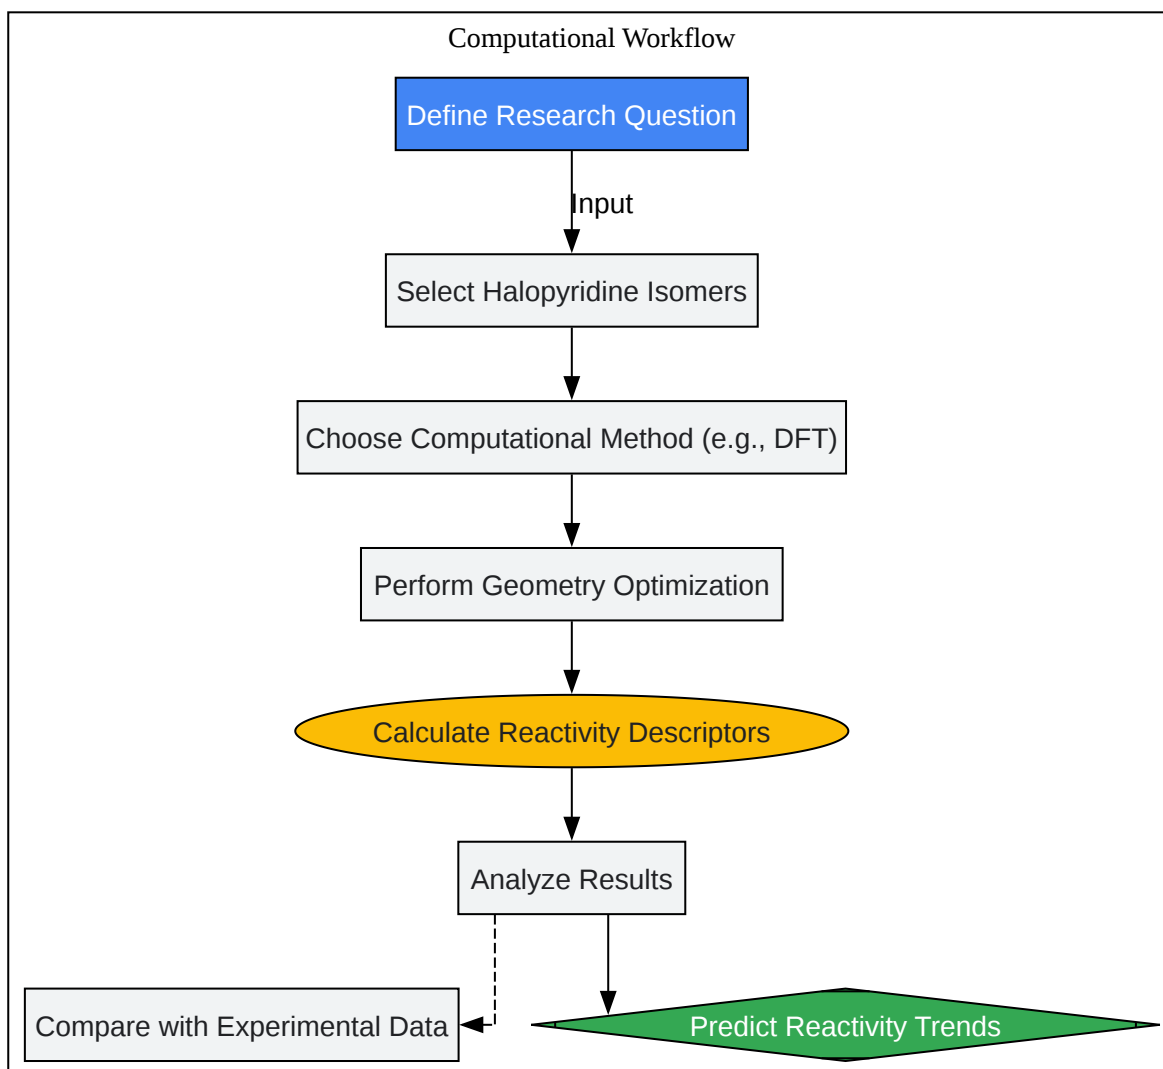 Computational Workflow
Define Research Question
Input
Select Halopyridine Isomers
Choose Computational Method (e.g., DFT)
Perform Geometry Optimization
Calculate Reactivity Descriptors
Analyze Results
Compare with Experimental Data
Predict Reactivity Trends